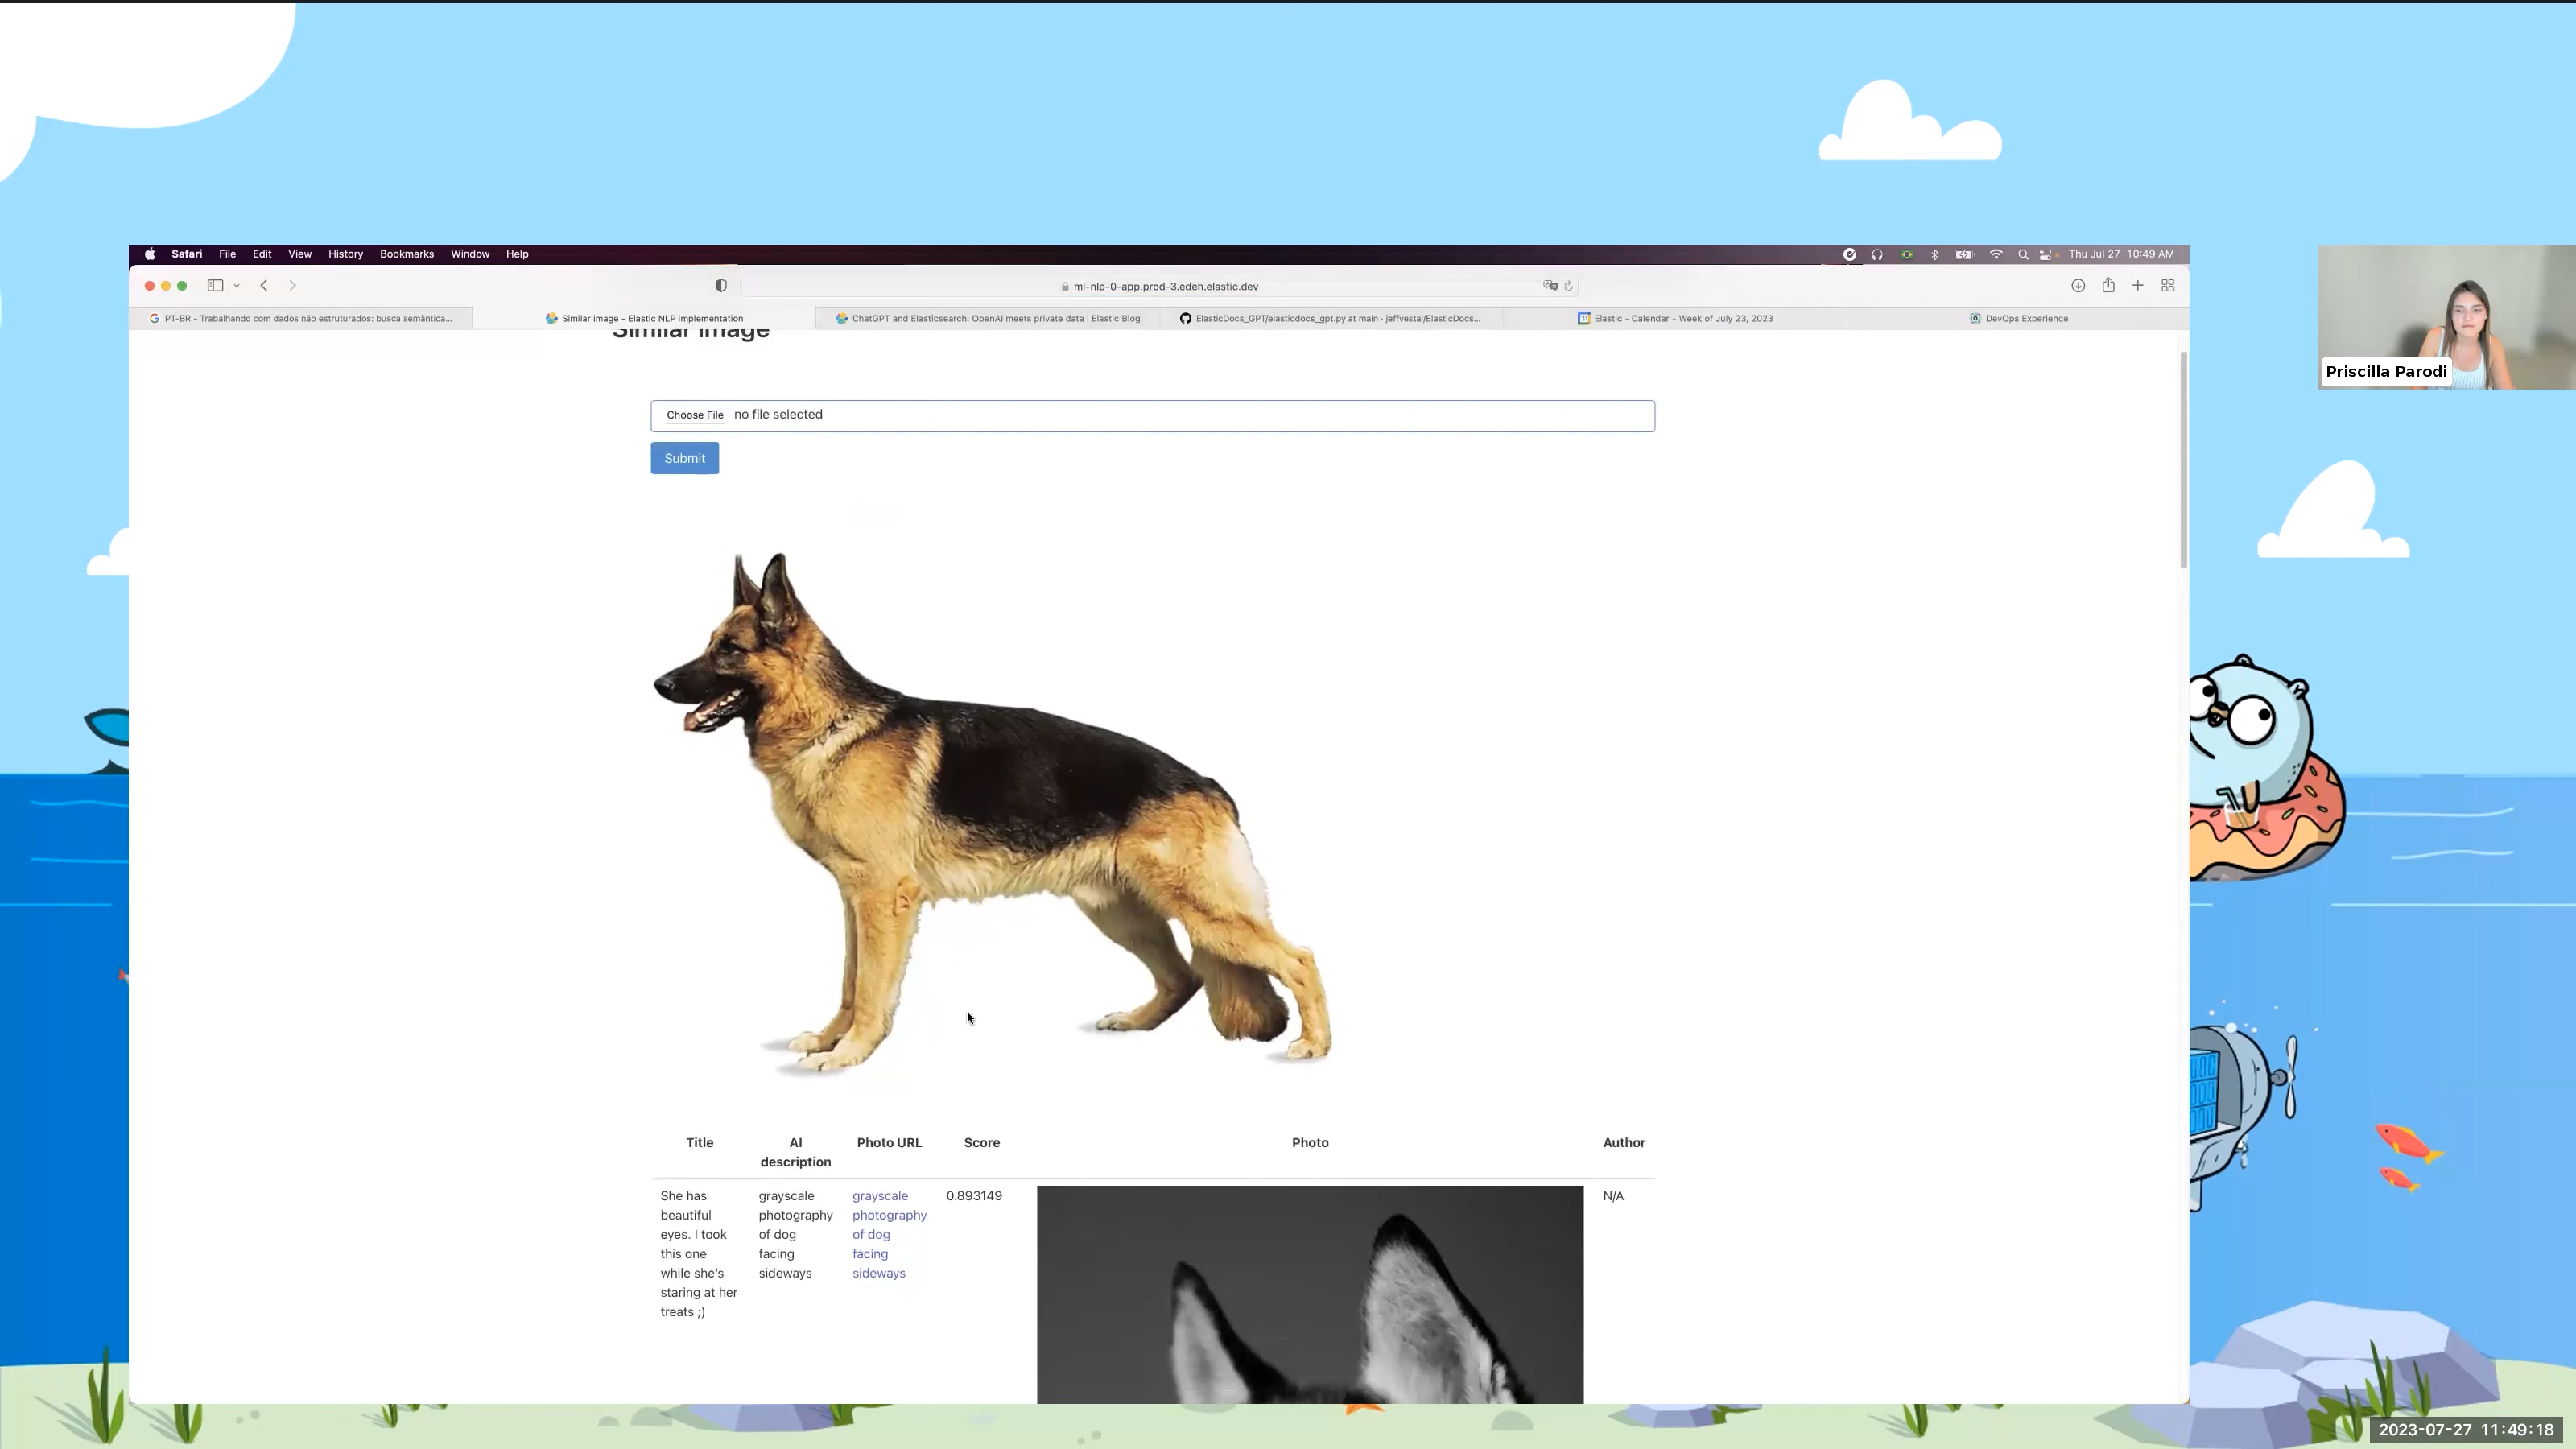 Safari File Edit View History Bookmarks Window Help Thu Jul 27 10:49 AM
ml-nlp-0-app.prod-3.eden.elastic.dev
PT-BR - Trabalhando com dados não estruturados: busca semântica...
Similar image - Elastic NLP implementation
ChatGPT and Elasticsearch: OpenAI meets private data | Elastic Blog
ElasticDocs_GPT/elasticdocs_gpt.py at main · jeffvestal/ElasticDocs...
Elastic - Calendar - Week of July 23, 2023
DevOps Experience
Similar image
Priscilla Parodi
Choose File no file selected
Submit
Title AI description Photo URL Score Photo Author
She has
beautiful
eyes. I took
this one
while she's
staring at her
treats ;)
grayscale
photography
of dog
facing
sideways
grayscale
photography
of dog
facing
sideways
0.893149
N/A
2023-07-27 11:49:18